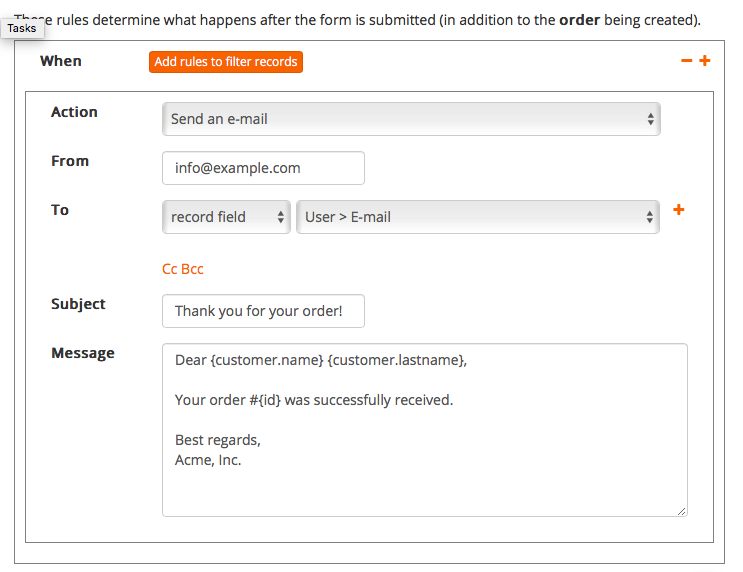 These rules determine what happens after the form is submitted (in addition to the order being created).
Tasks
When Add rules to filter records
Action Send an e-mail
From info@example.com
To record field User > E-mail
Cc Bcc
Subject Thank you for your order!
Message Dear {customer.name} {customer.lastname},
Your order #{id} was successfully received.
Best regards,
Acme, Inc.